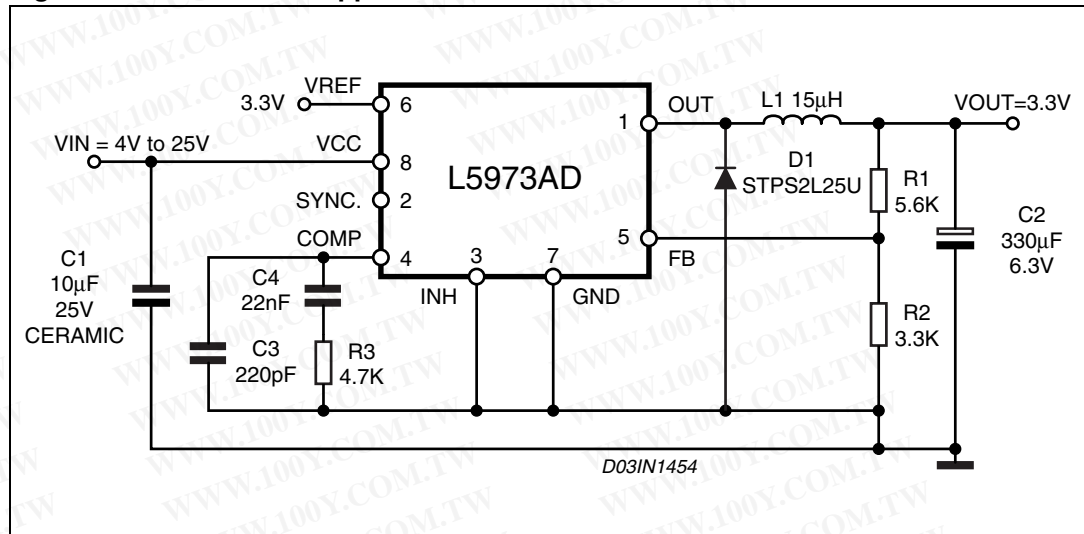 VREF
3.3V
6
VIN = 4V to 25V
VCC
8
SYNC.
2
COMP
4
L5973AD
1
OUT
L1 15μH
VOUT=3.3V
D1
STPS2L25U
R1
5.6K
5
FB
C2
330μF
6.3V
R2
3.3K
3
INH
7
GND
C1
10μF
25V
CERAMIC
C4
22nF
C3
220pF
R3
4.7K
D03IN1454
WWW.100Y.COM.TW